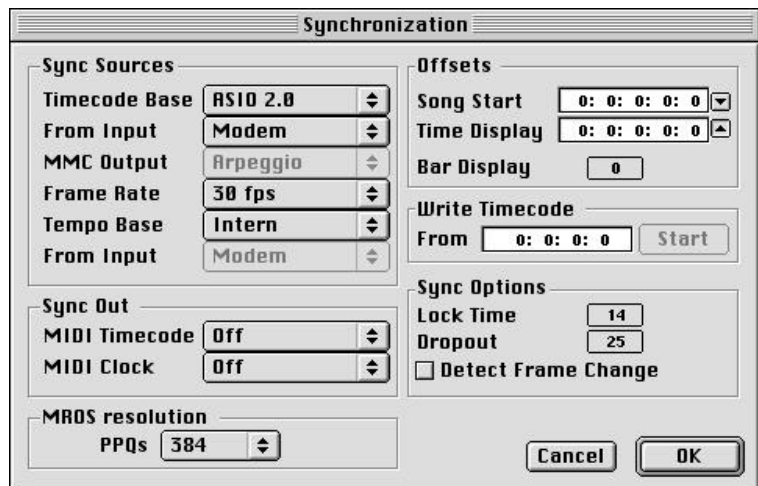 Synchronization
Sync Sources
Timecode Base ASIO 2.0
From Input Modem
MMC Output Arpeggio
Frame Rate 30 fps
Tempo Base Intern
From Input Modem
Sync Out
MIDI Timecode Off
MIDI Clock Off
MROS resolution
PPQs 384
Offsets
Song Start 0: 0: 0: 0: 0
Time Display 0: 0: 0: 0: 0
Bar Display 0
Write Timecode
From 0: 0: 0: 0 Start
Sync Options
Lock Time 14
Dropout 25
Detect Frame Change
Cancel OK